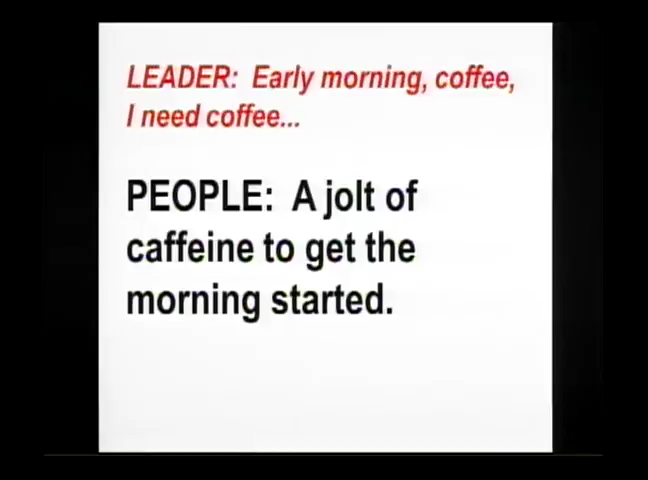 LEADER: Early morning, coffee,
I need coffee...
PEOPLE: A jolt of
caffeine to get the
morning started.